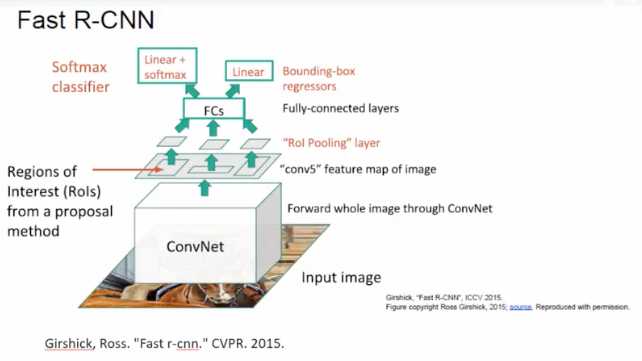 Fast R-CNN
Softmax
classifier
Linear +
softmax
Linear
Bounding-box
regressors
FCs
Fully-connected layers
"RoI Pooling" layer
Regions of
Interest (RoIs)
from a proposal
method
"conv5" feature map of image
Forward whole image through ConvNet
ConvNet
Input image
Girshick, "Fast R-CNN", ICCV 2015.
Figure copyright Ross Girshick, 2015; source. Reproduced with permission.
Girshick, Ross. "Fast r-cnn." CVPR. 2015.